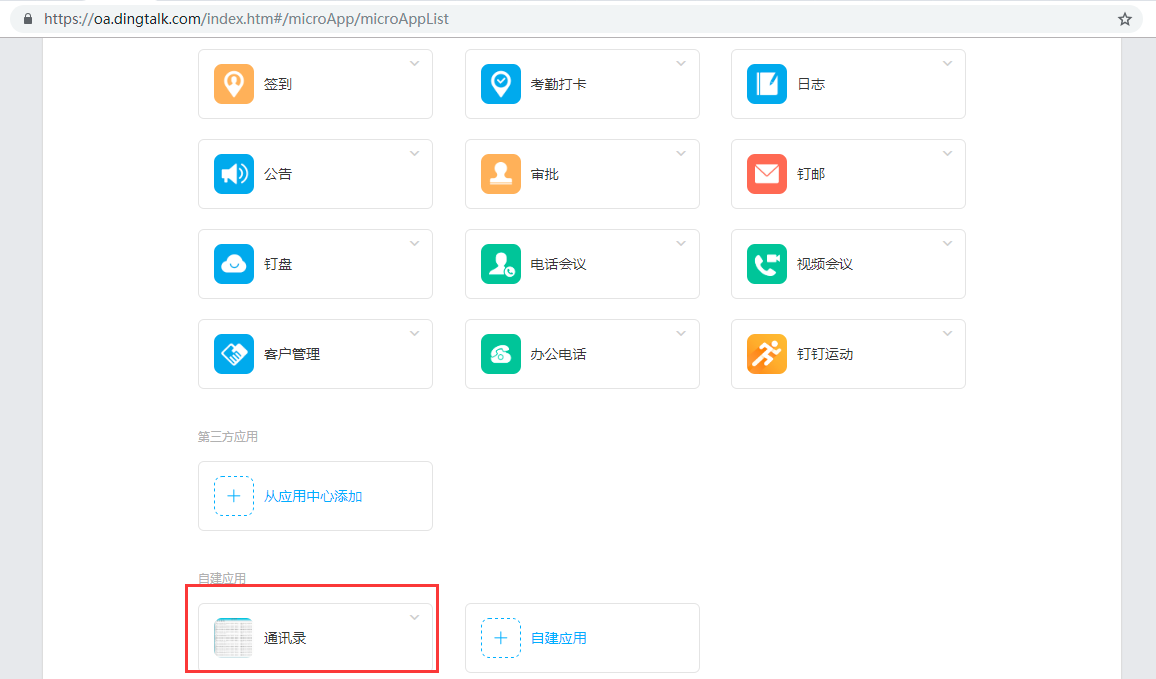 https://oa.dingtalk.com/index.htm#/microApp/microAppList
签到
考勤打卡
日志
公告
审批
钉邮
钉盘
电话会议
视频会议
客户管理
办公电话
钉钉运动
第三方应用
从应用中心添加
自建应用
通讯录
自建应用